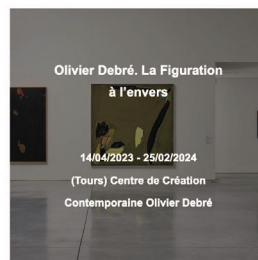 Olivier Debré. La Figuration
à l'envers
14/04/2023 - 25/02/2024
(Tours) Centre de Création
Contemporaine Olivier Debré